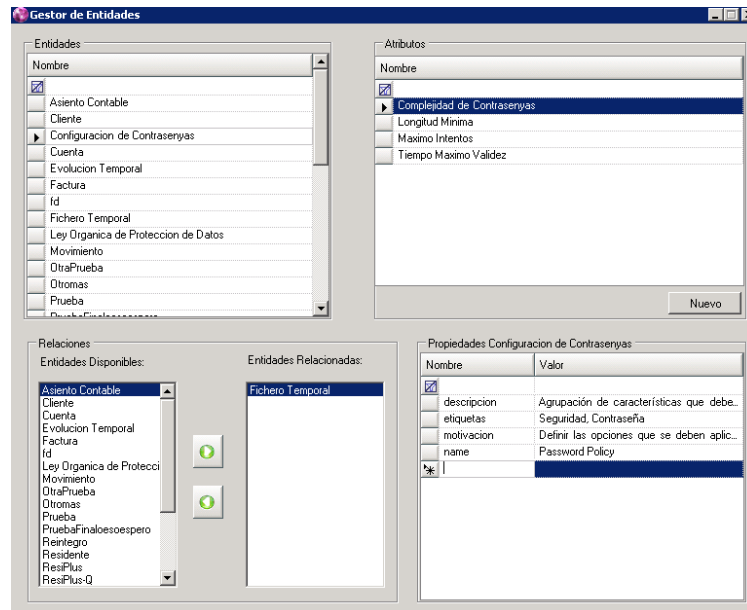 Gestor de Entidades
Entidades
Nombre
Asiento Contable
Cliente
Configuracion de Contrasenyas
Cuenta
Evolucion Temporal
Factura
fd
Fichero Temporal
Ley Organica de Proteccion de Datos
Movimiento
OtraPrueba
Otromas
Prueba
PruebaFinaloesoespero
Atributos
Nombre
Complejidad de Contrasenyas
Longitud Minima
Maximo Intentos
Tiempo Maximo Validez
Nuevo
Relaciones
Entidades Disponibles:
Asiento Contable
Cliente
Cuenta
Evolucion Temporal
Factura
fd
Ley Organica de Protecci
Movimiento
OtraPrueba
Otromas
Prueba
PruebaFinaloesoespero
Reintegro
Residente
ResiPlus
ResiPlus-Q
Entidades Relacionadas:
Fichero Temporal
Propiedades Configuracion de Contrasenyas
Nombre Valor
descripcion Agrupación de características que debe...
etiquetas Seguridad, Contraseña
motivacion Definir las opciones que se deben aplic...
name Password Policy